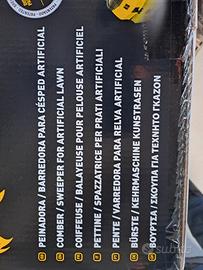 PEINADORA / BARREDORA PARA CÉSPED ARTIFICIAL
COMBER / SWEEPER FOR ARTIFICIAL LAWN
COIFFEUSE / BALAYEUSE POUR PELOUSE ARTIFICIEL
PETTINE / SPAZZATRICE PER PRATI ARTIFICIALI
PENTE / VARREDORA PARA RELVA ARTIFICIAL
BÜRSTE / KEHRMASCHINE KUNSTRASEN
ΒΟΥΡΤΣΑ / ΣΚΟΥΠΑ ΓΙΑ ΤΕΧΝΗΤΟ ΓΚΑΖΟΝ